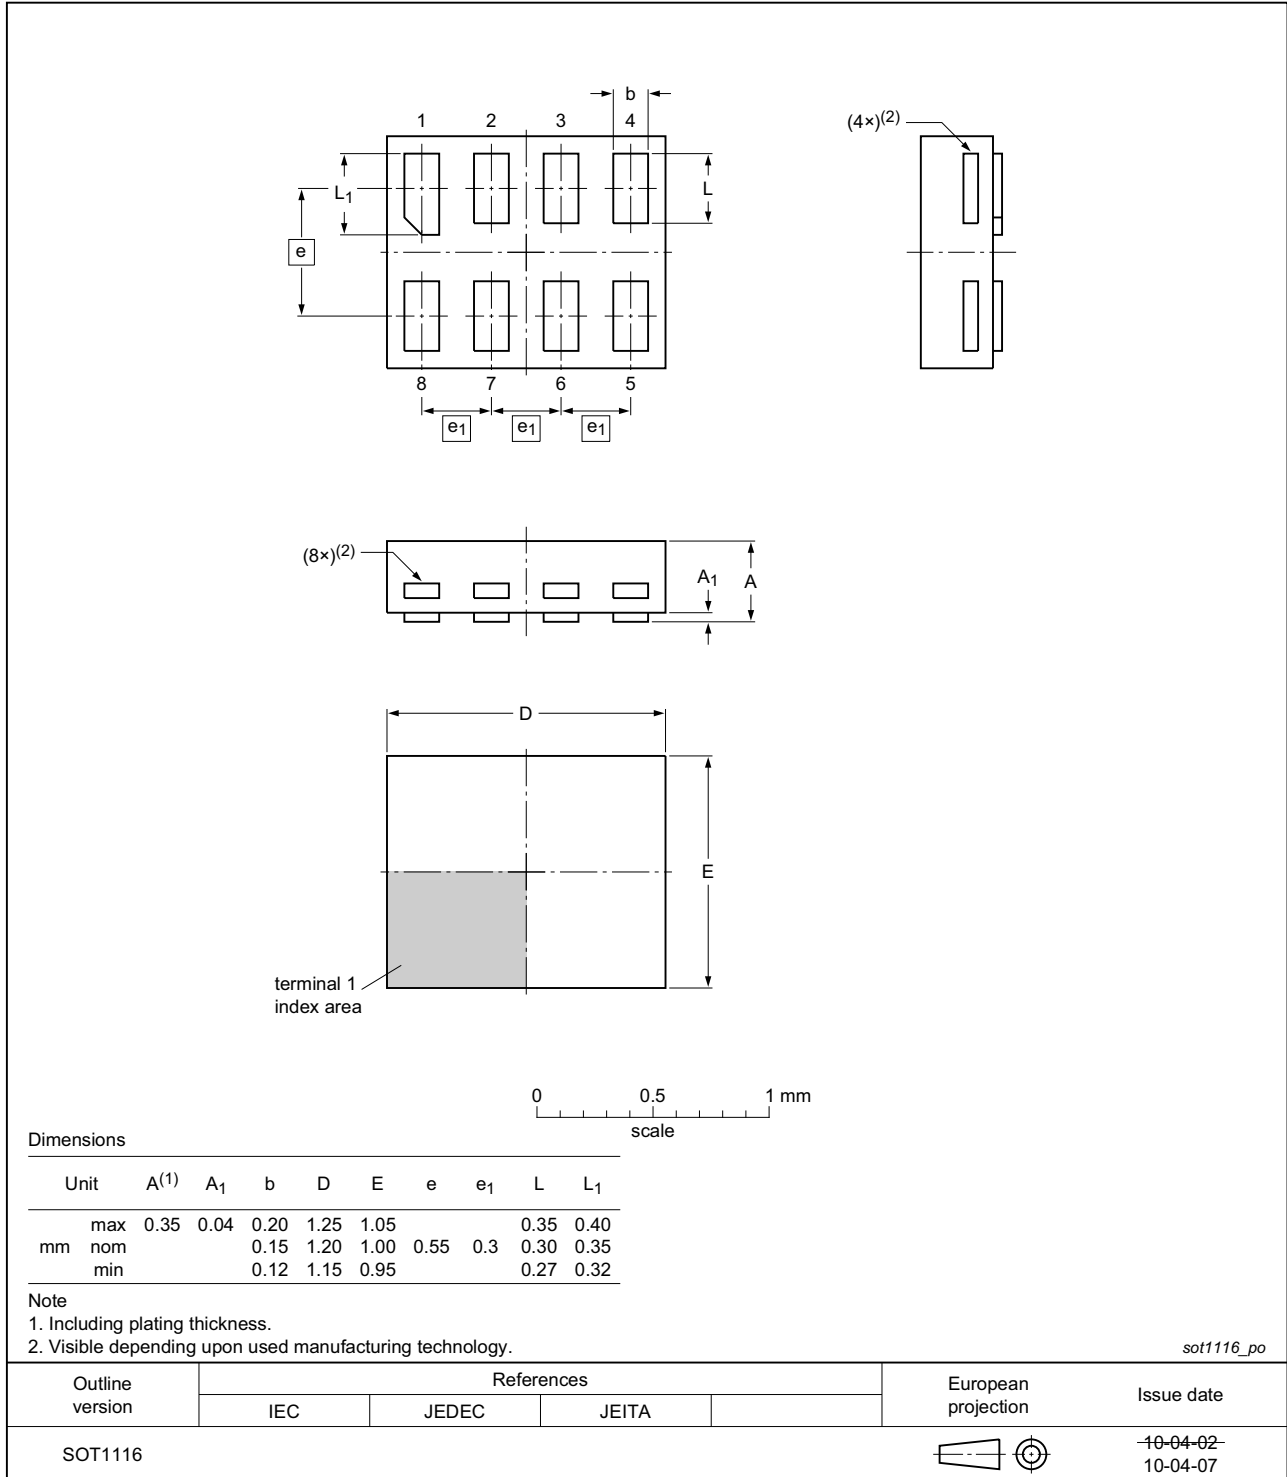 b
1 2 3 4
(4×)(2)
L1
L
e
8 7 6 5
e1 e1 e1
(8×)(2)
A1 A
D
E
terminal 1
index area
0 0.5 1 mm
scale
Dimensions
Unit A(1) A1 b D E e e1 L L1
max 0.35 0.04 0.20 1.25 1.05 0.35 0.40
mm nom 0.15 1.20 1.00 0.55 0.3 0.30 0.35
min 0.12 1.15 0.95 0.27 0.32
Note
1. Including plating thickness.
2. Visible depending upon used manufacturing technology.
sot1116_po
Outline
version
References
IEC JEDEC JEITA
European
projection
Issue date
SOT1116
10-04-02
10-04-07